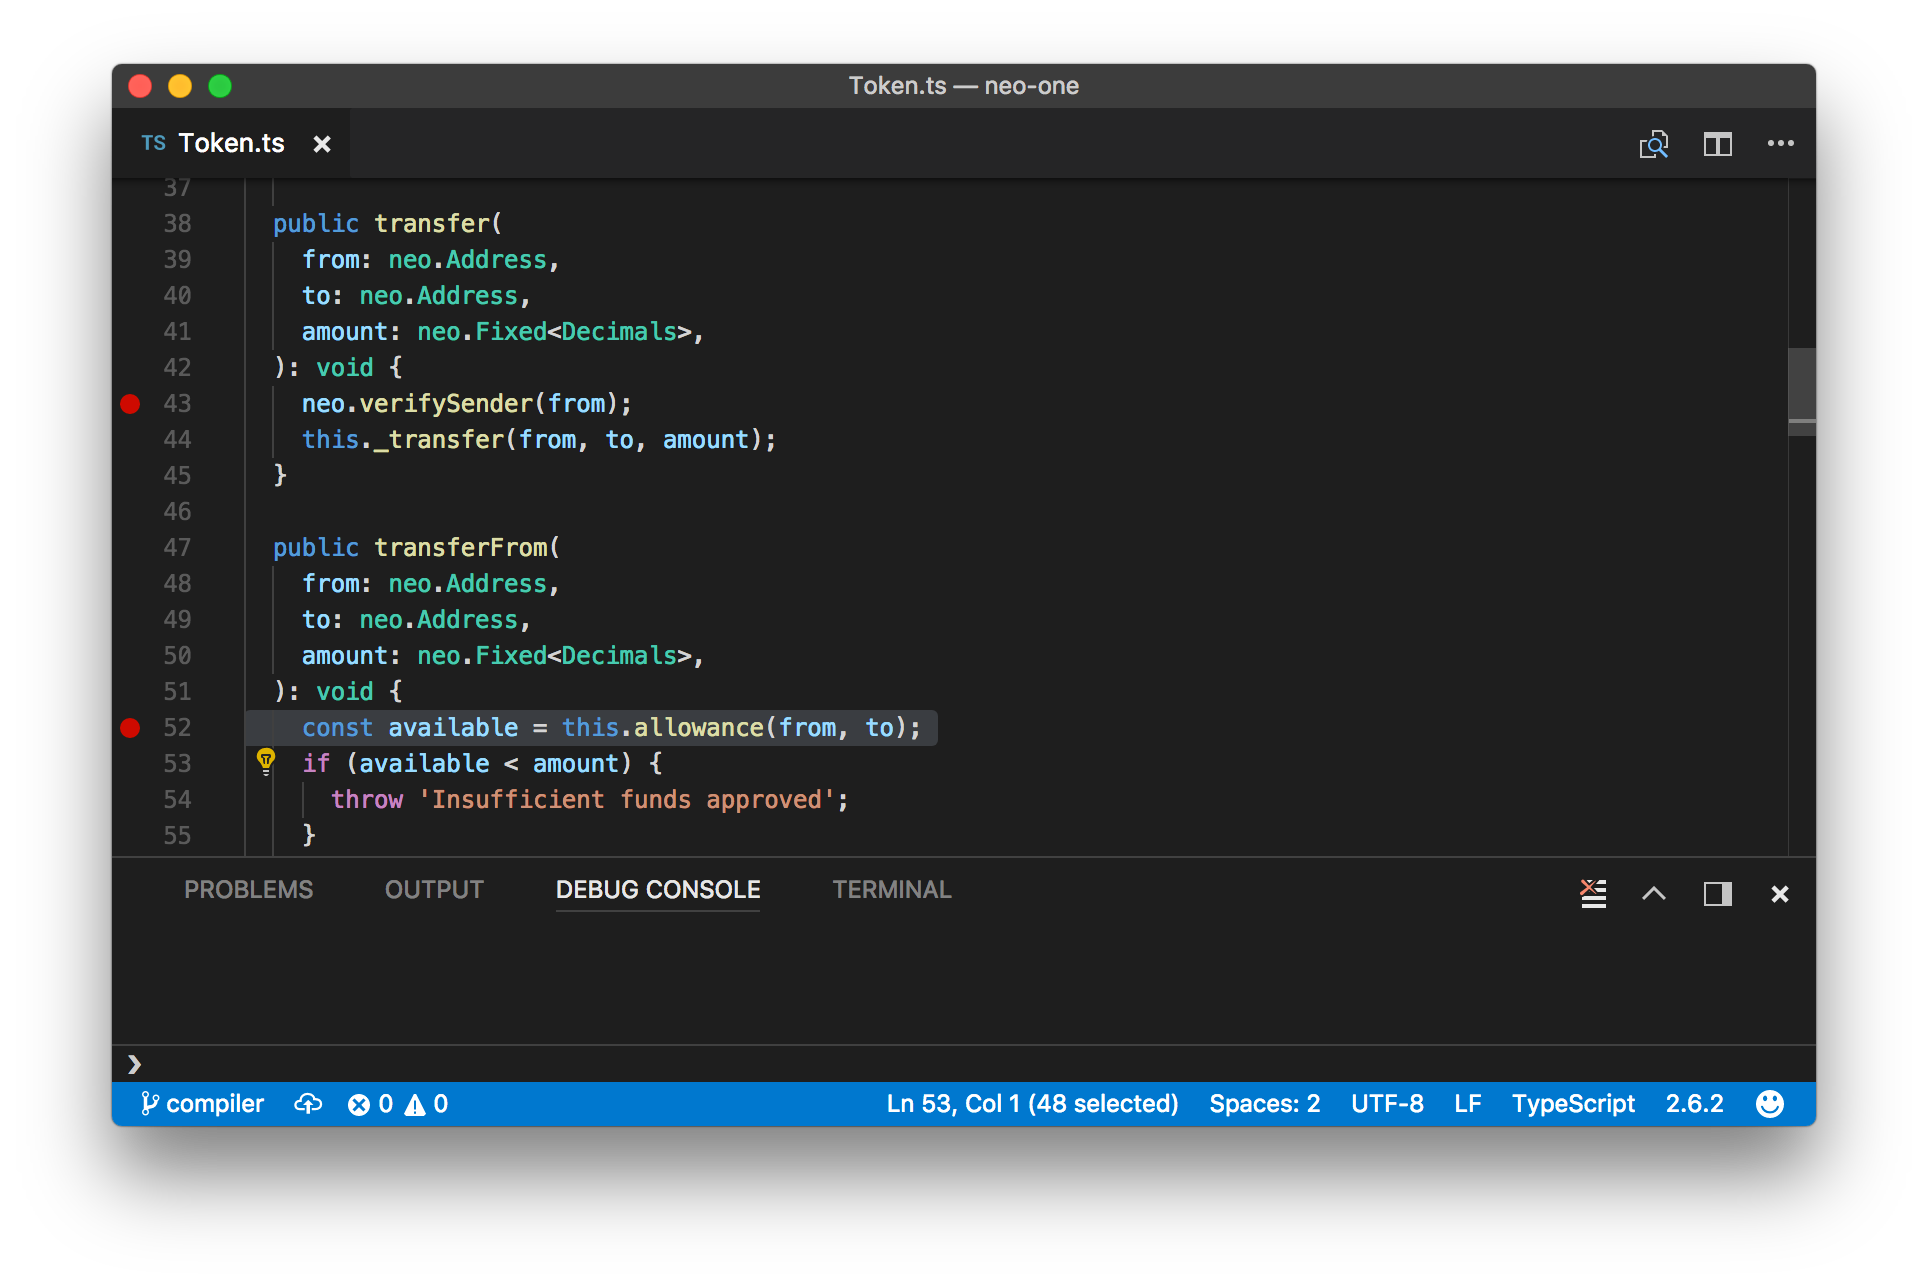 Token.ts — neo-one
TS Token.ts
37
38 public transfer(
39 from: neo.Address,
40 to: neo.Address,
41 amount: neo.Fixed<Decimals>,
42 ): void {
43 neo.verifySender(from);
44 this._transfer(from, to, amount);
45 }
46
47 public transferFrom(
48 from: neo.Address,
49 to: neo.Address,
50 amount: neo.Fixed<Decimals>,
51 ): void {
52 const available = this.allowance(from, to);
53 if (available < amount) {
54 throw 'Insufficient funds approved';
55 }
PROBLEMS OUTPUT DEBUG CONSOLE TERMINAL
compiler 0 0 Ln 53, Col 1 (48 selected) Spaces: 2 UTF-8 LF TypeScript 2.6.2